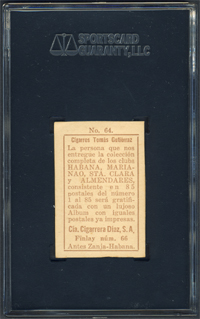 SPORTSCARD
GUARANTY, LLC
No. 64.
Cigarros Tomás Gutiérrez
La persona que nos
entregue la colección
completa de los clubs
HABANA, MARIA-
NAO, STA. CLARA
y ALMENDARES,
consistente en 85
postales del número
1 al 85 será gratifi-
cada con un lujoso
Album con iguales
postales ya impresas.
Cía. Cigarrera Díaz, S. A.
Finlay núm. 66
Antes Zanja-Habana.